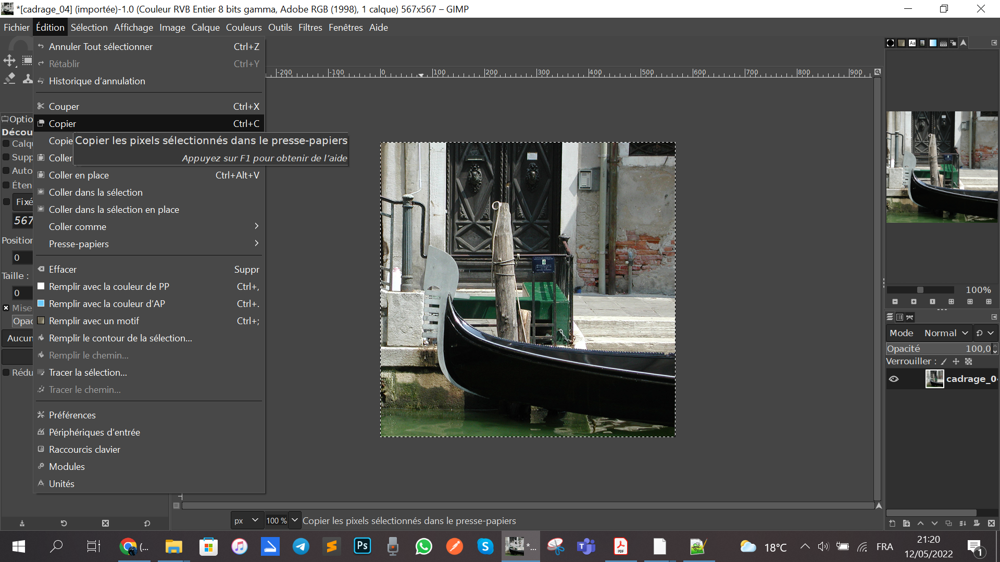 *[cadrage_04] (importée)-1.0 (Couleur RVB Entier 8 bits gamma, Adobe RGB (1998), 1 calque) 567x567 – GIMP
Fichier Édition Sélection Affichage Image Calque Couleurs Outils Filtres Fenêtres Aide
Annuler Tout sélectionner Ctrl+Z
Rétablir Ctrl+Y
Historique d'annulation
Couper Ctrl+X
Copier Ctrl+C
Copie
Copier les pixels sélectionnés dans le presse-papiers
Appuyez sur F1 pour obtenir de l'aide
Coller
Coller en place Ctrl+Alt+V
Coller dans la sélection
Coller dans la sélection en place
Coller comme
Presse-papiers
Effacer Suppr
Remplir avec la couleur de PP Ctrl+,
Remplir avec la couleur d'AP Ctrl+.
Remplir avec un motif Ctrl+;
Remplir le contour de la sélection...
Remplir le chemin...
Tracer la sélection...
Tracer le chemin...
Préférences
Périphériques d'entrée
Raccourcis clavier
Modules
Unités
Optio
Décou
Calqu
Supp
Auto
Éten
Fixé
567
Position
0
Taille :
0
Mise
Opac
Aucun
Rédu
-200 -100 0 100 200 300 400 500 600 700 800 900
px 100 % Copier les pixels sélectionnés dans le presse-papiers
Aa
100%
Mode Normal
Opacité 100,0
Verrouiller :
cadrage_04
(...
Ps
*...
PDF
18°C
FRA
21:20
12/05/2022
1